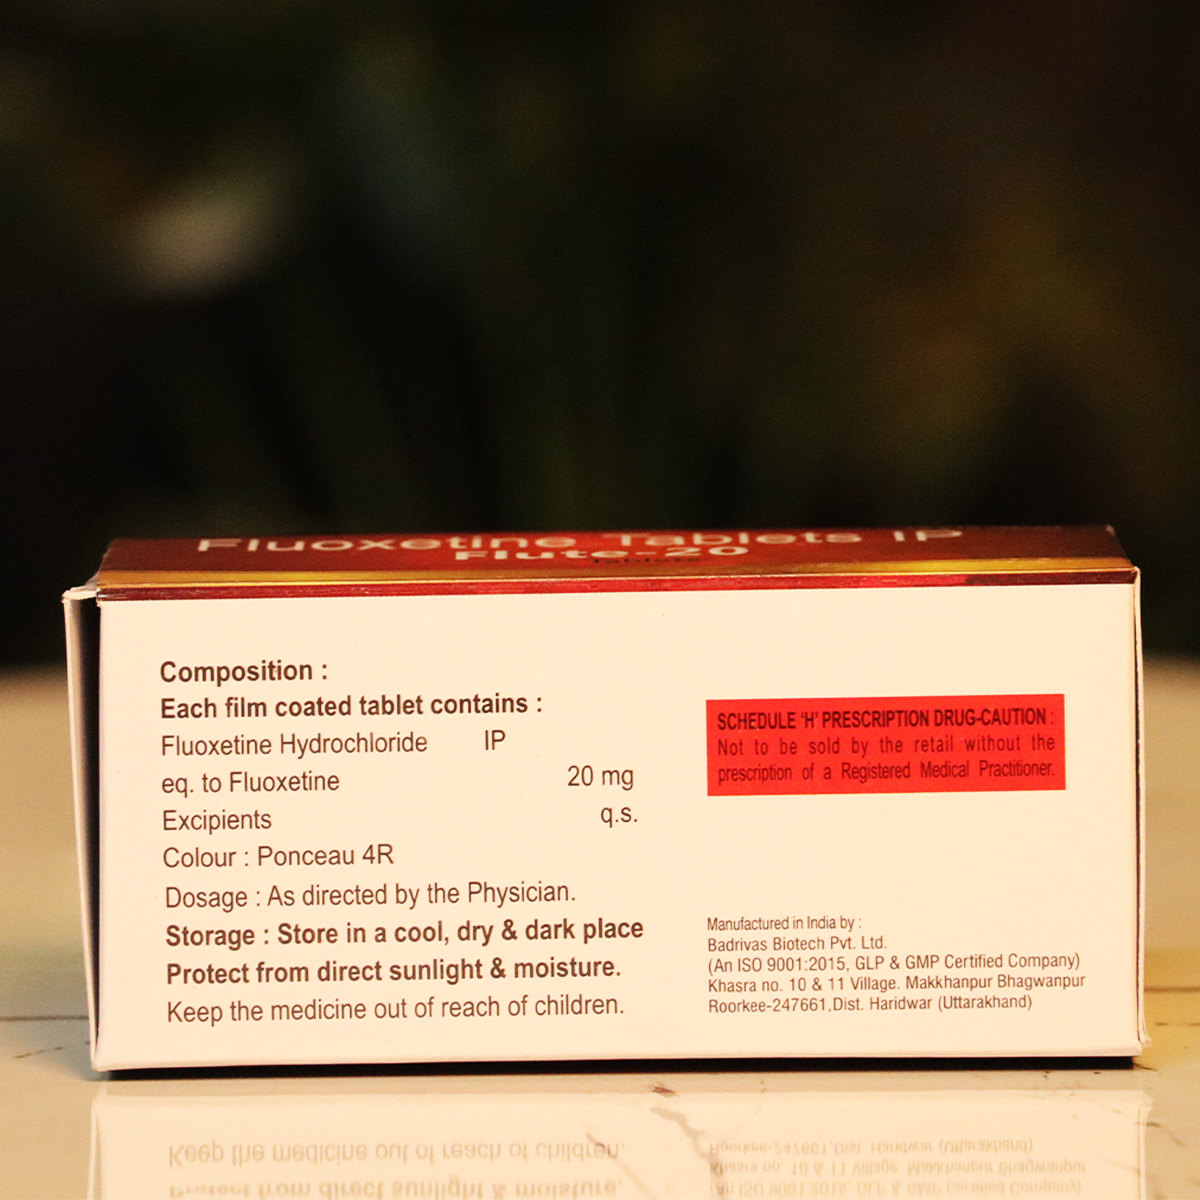 Fluoxetine Tablets IP
Flute-20
Tablets
Composition :
Each film coated tablet contains :
Fluoxetine Hydrochloride IP
eq. to Fluoxetine 20 mg
Excipients q.s.
Colour : Ponceau 4R
Dosage : As directed by the Physician.
Storage : Store in a cool, dry & dark place
Protect from direct sunlight & moisture.
Keep the medicine out of reach of children.
SCHEDULE 'H' PRESCRIPTION DRUG-CAUTION :
Not to be sold by the retail without the
prescription of a Registered Medical Practitioner.
Manufactured in India by :
Badrivas Biotech Pvt. Ltd.
(An ISO 9001:2015, GLP & GMP Certified Company)
Khasra no. 10 & 11 Village. Makkhanpur Bhagwanpur
Roorkee-247661,Dist. Haridwar (Uttarakhand)